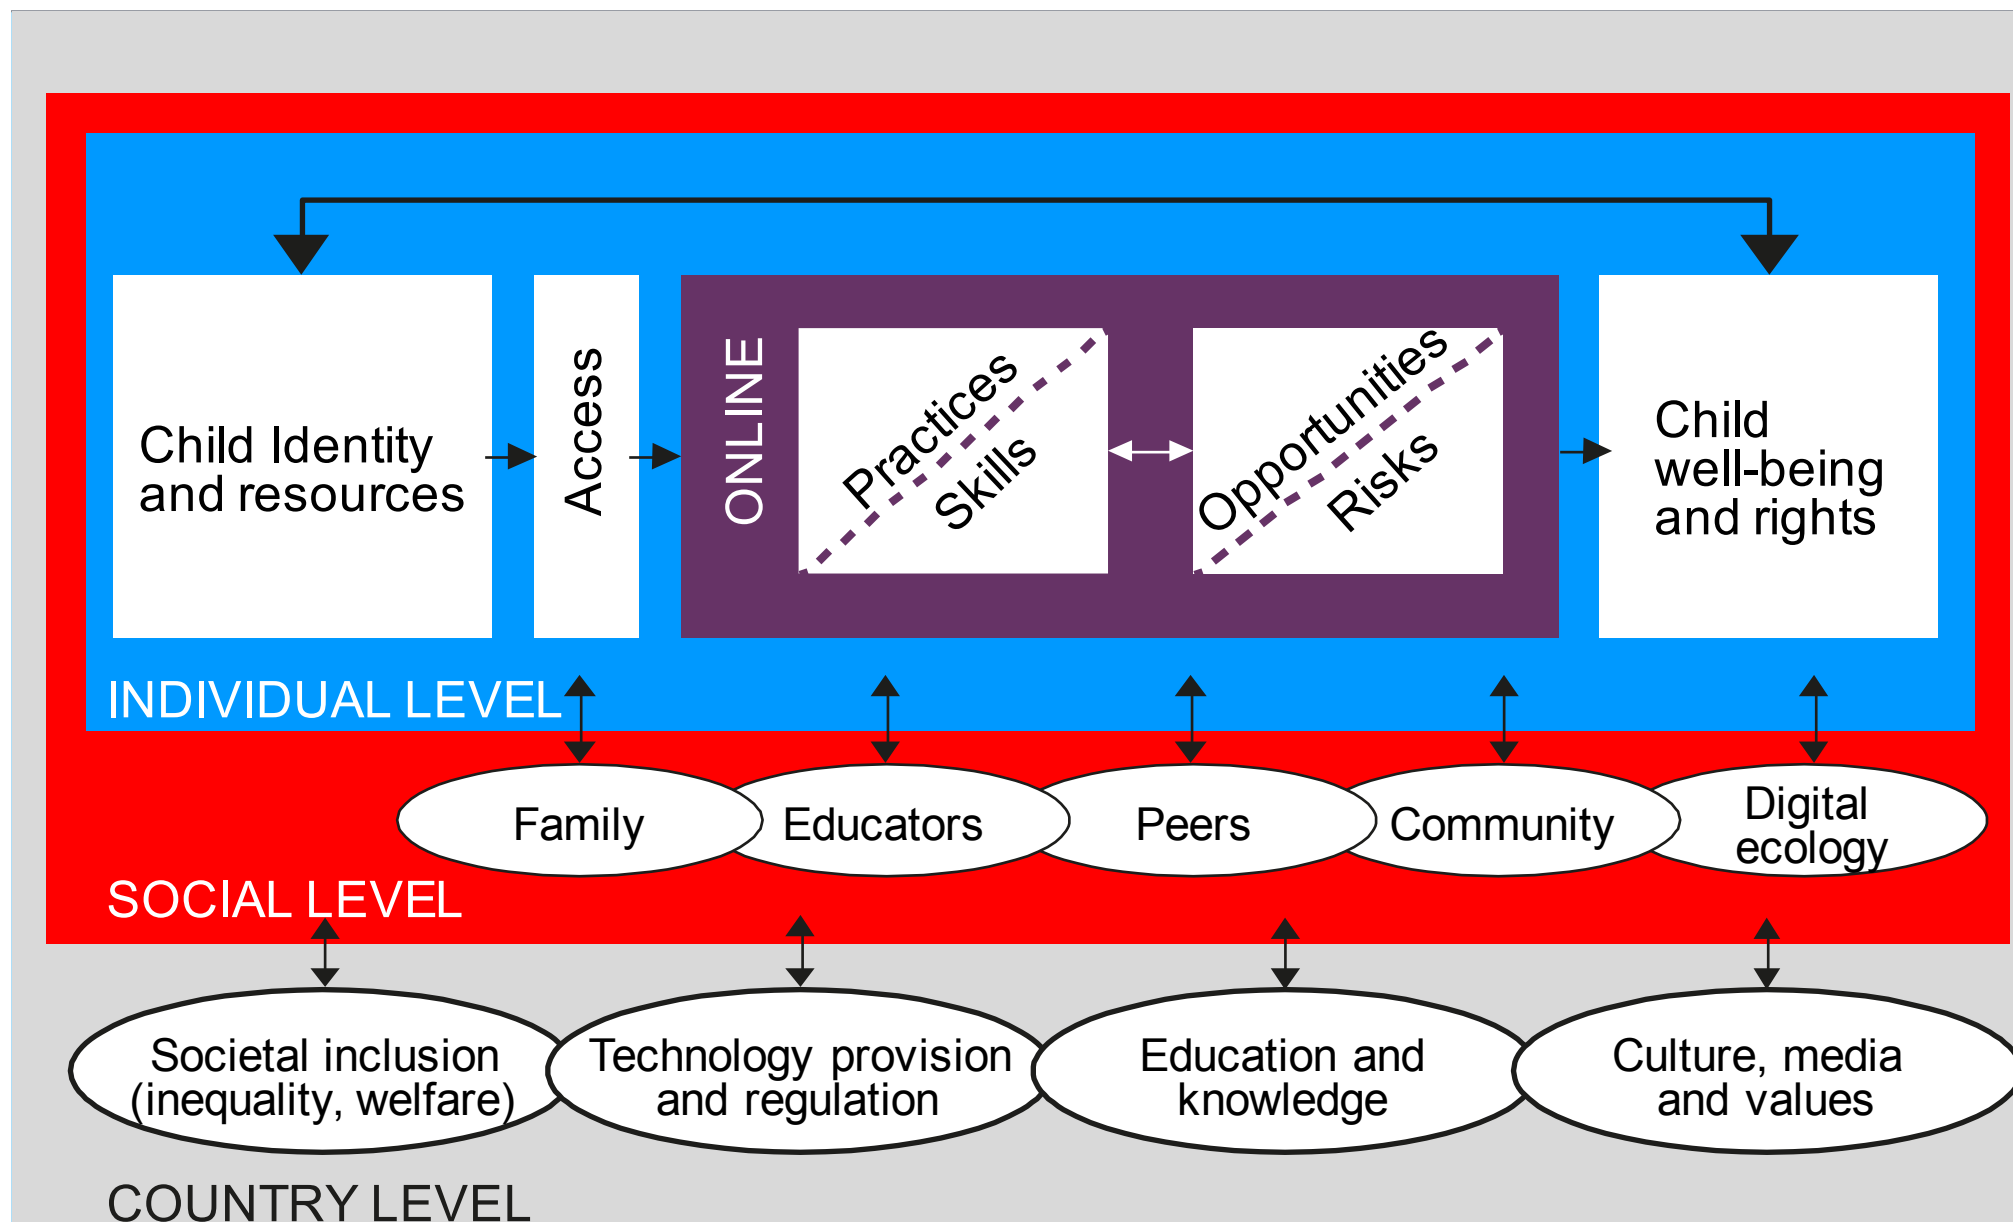 Child Identity
and resources
Access
ONLINE
Practices
Skills
Opportunities
Risks
Child
well-being
and rights
INDIVIDUAL LEVEL
Family
Educators
Peers
Community
Digital
ecology
SOCIAL LEVEL
Societal inclusion
(inequality, welfare)
Technology provision
and regulation
Education and
knowledge
Culture, media
and values
COUNTRY LEVEL